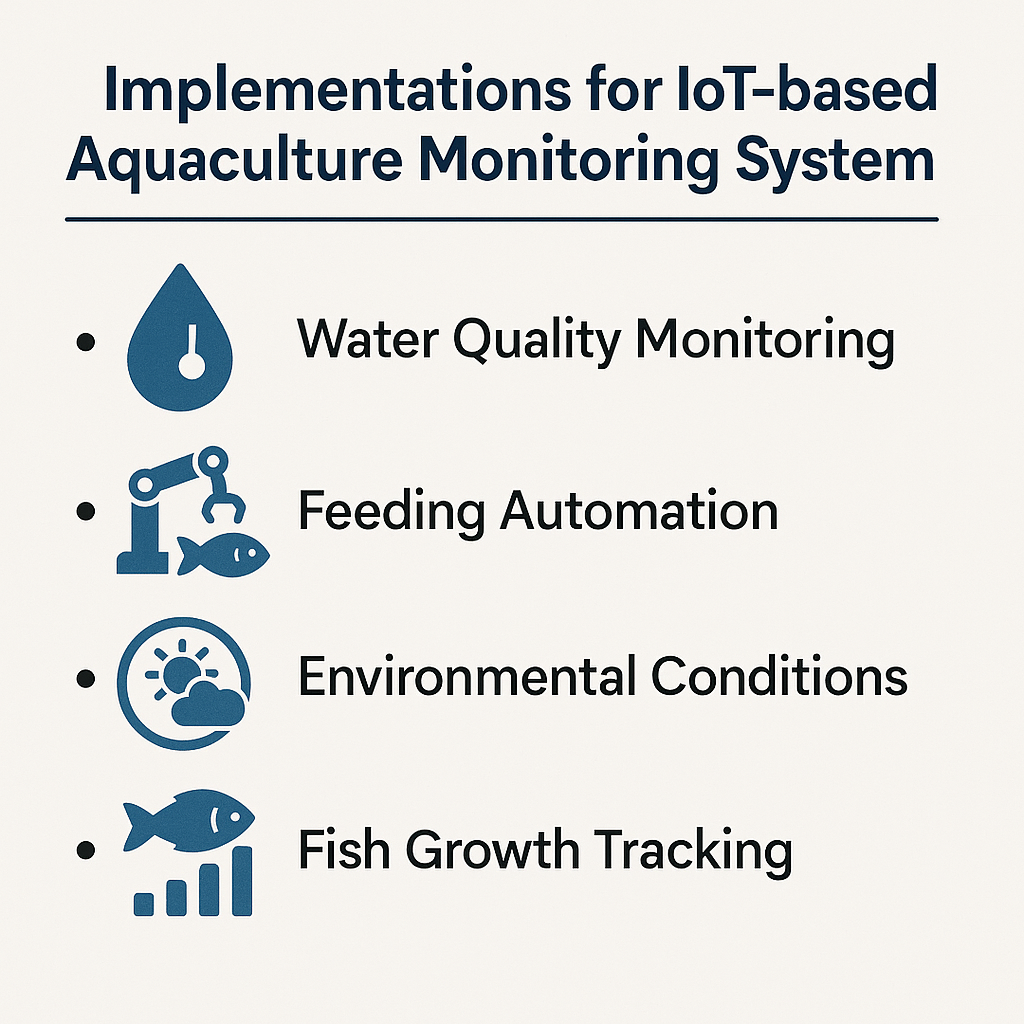 Implementations for IoT-based
Aquaculture Monitoring System
• Water Quality Monitoring
• Feeding Automation
• Environmental Conditions
• Fish Growth Tracking